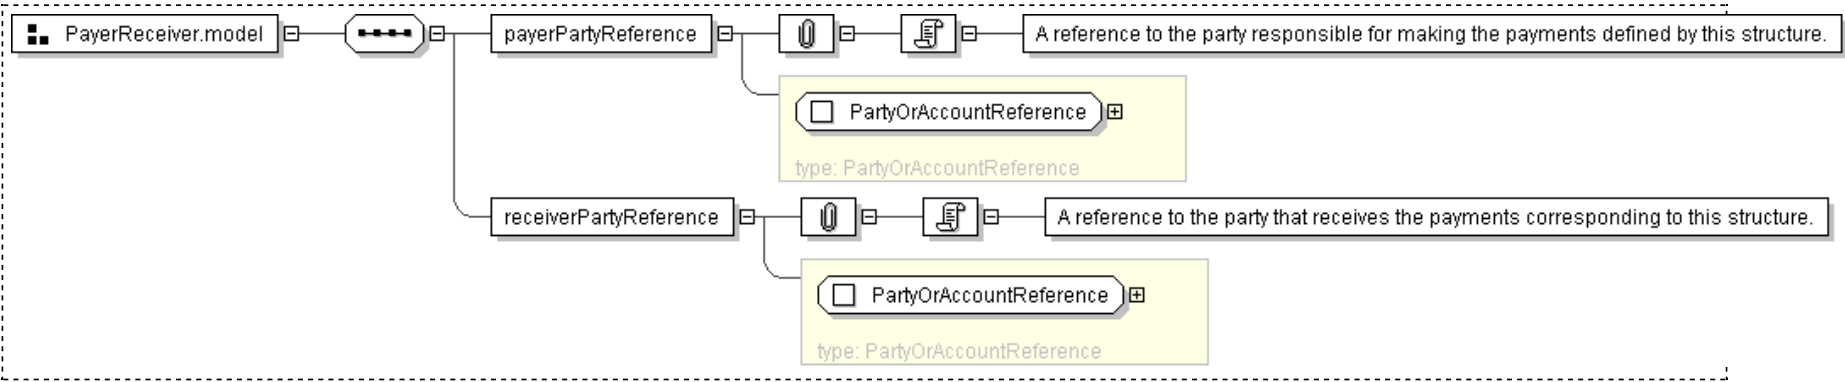 PayerReceiver.model
payerPartyReference
A reference to the party responsible for making the payments defined by this structure.
PartyOrAccountReference
type: PartyOrAccountReference
receiverPartyReference
A reference to the party that receives the payments corresponding to this structure.
PartyOrAccountReference
type: PartyOrAccountReference